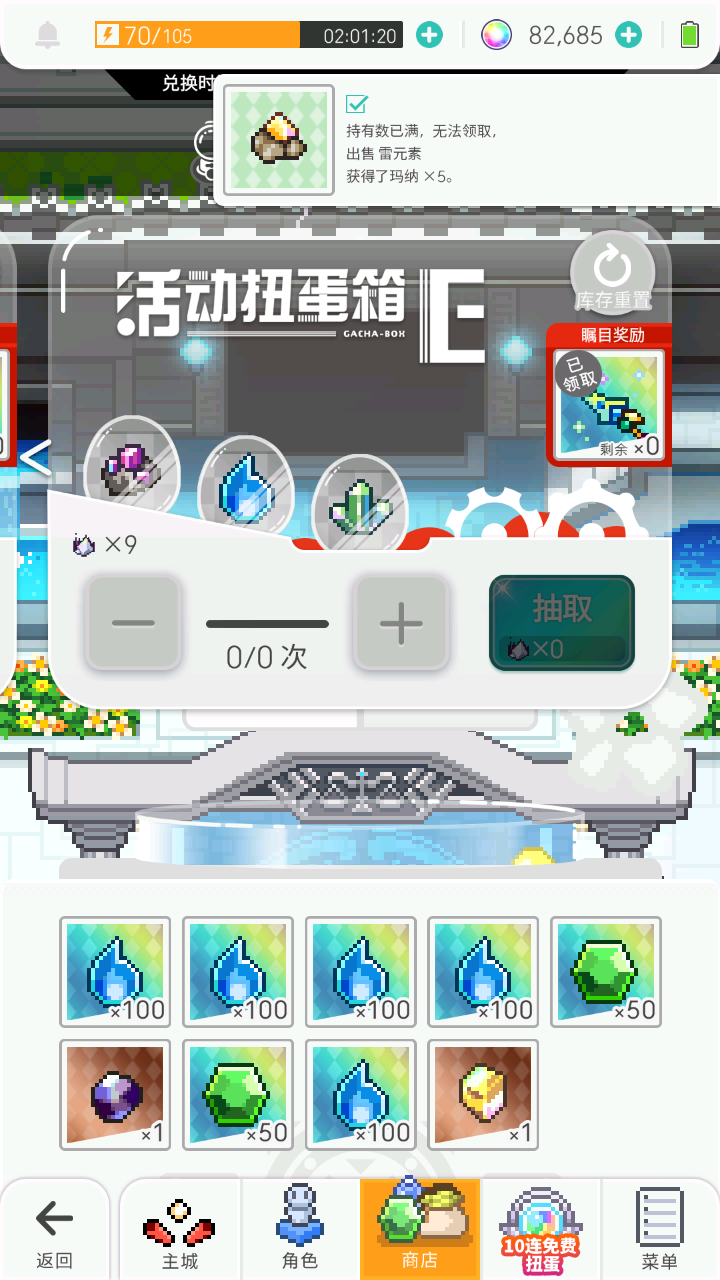 70/105
02:01:20
82,685
兑换时
持有数已满，无法领取，
出售 雷元素
获得了玛纳 ×5。
活动扭蛋箱
GACHA-BOX
库存重置
瞩目奖励
已
领取
剩余 ×0
×9
0/0 次
抽取
×0
×100
×100
×100
×100
×50
×1
×50
×100
×1
返回
主城
角色
商店
10连免费
扭蛋
菜单